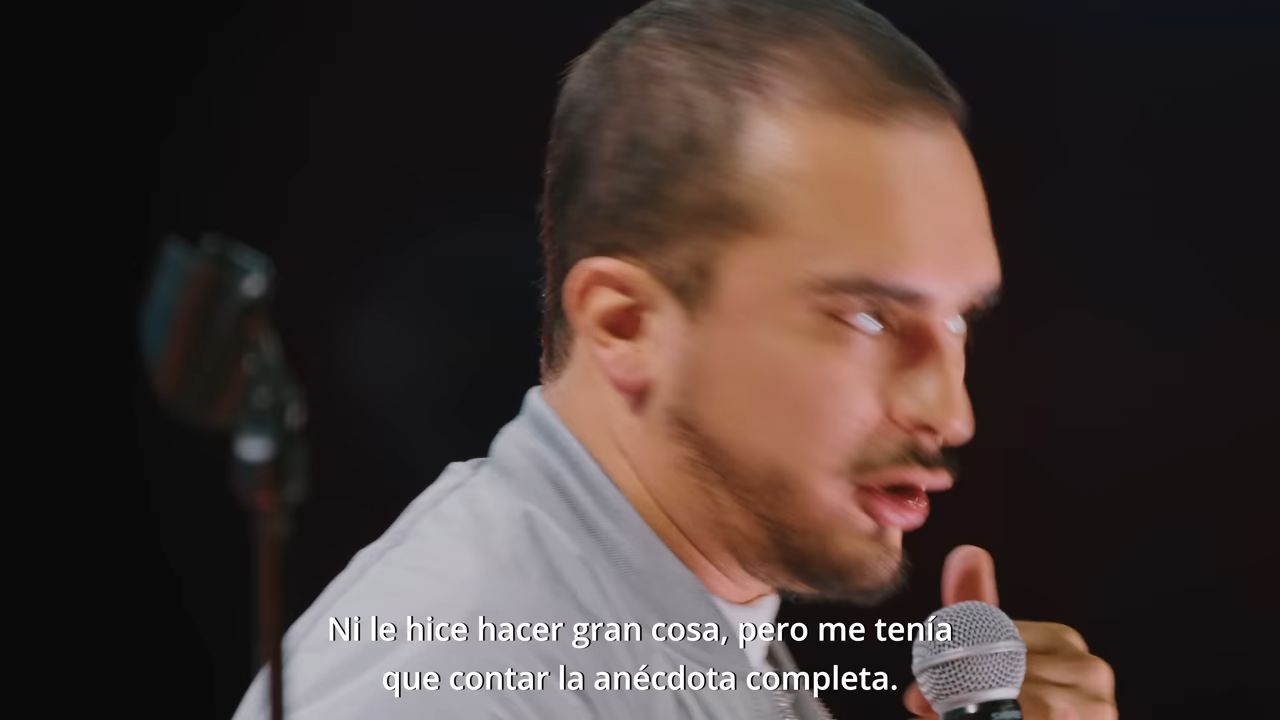 Ni le hice hacer gran cosa, pero me tenía
que contar la anécdota completa.